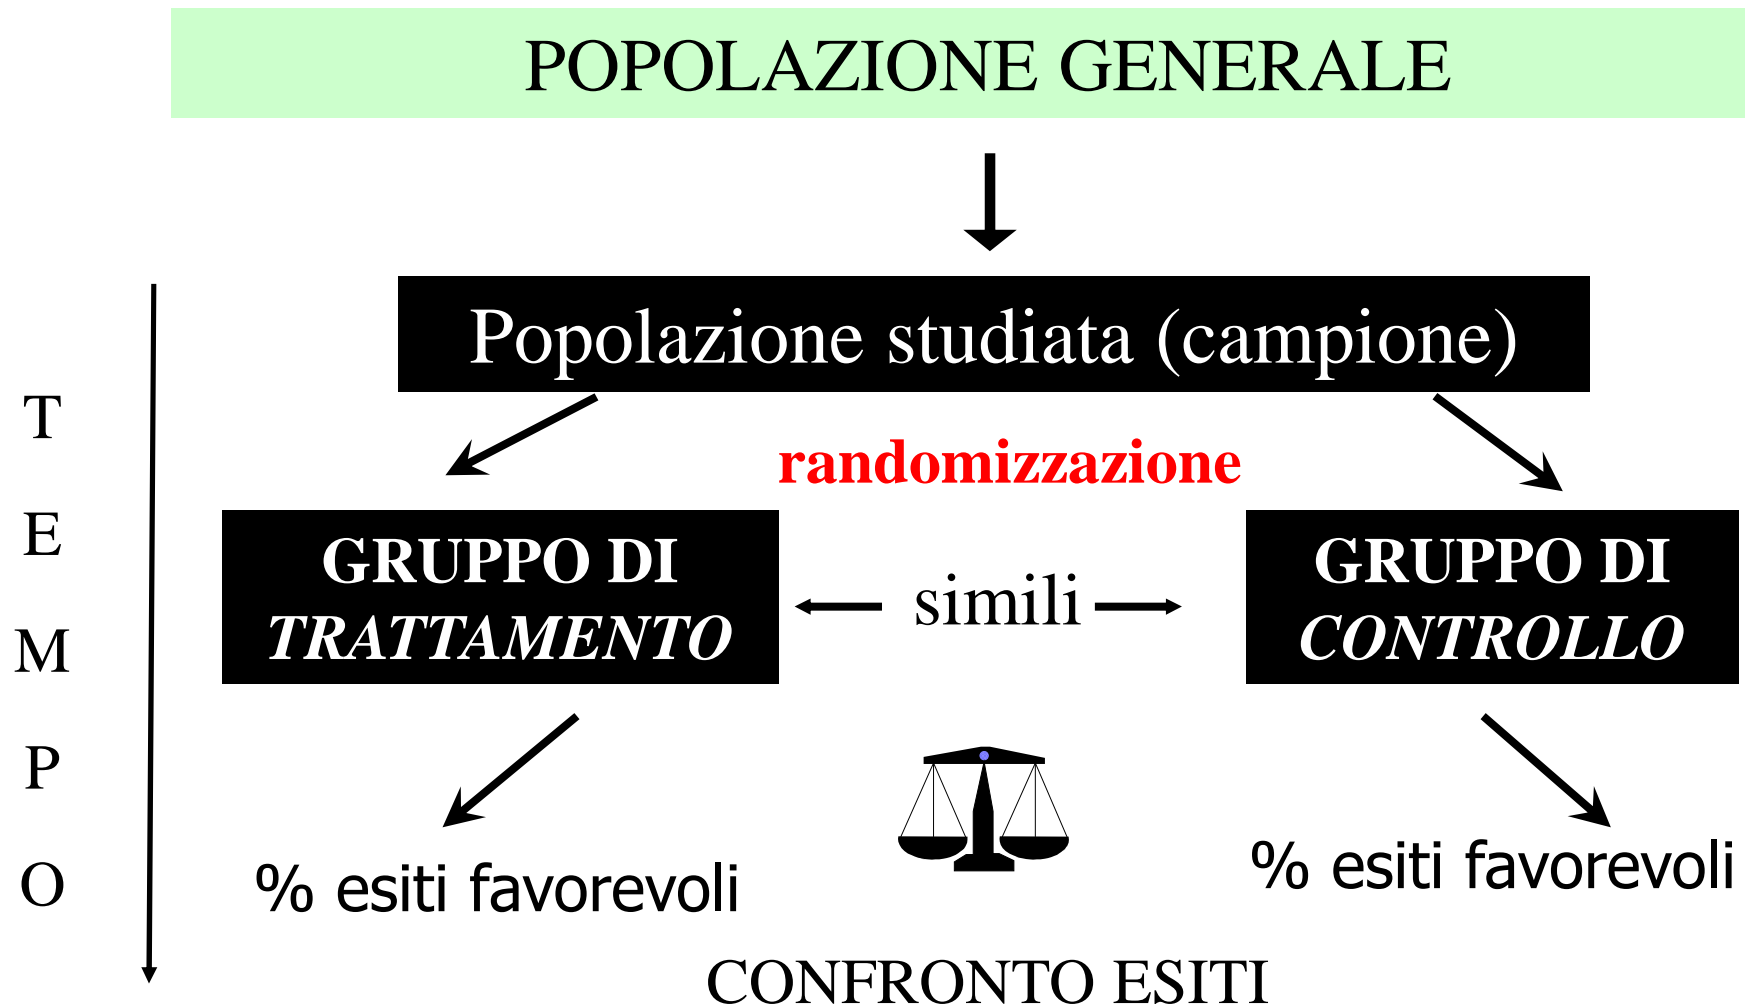 POPOLAZIONE GENERALE
Popolazione studiata (campione)
randomizzazione
GRUPPO DI
TRATTAMENTO
simili
GRUPPO DI
CONTROLLO
T
E
M
P
O
% esiti favorevoli
% esiti favorevoli
CONFRONTO ESITI